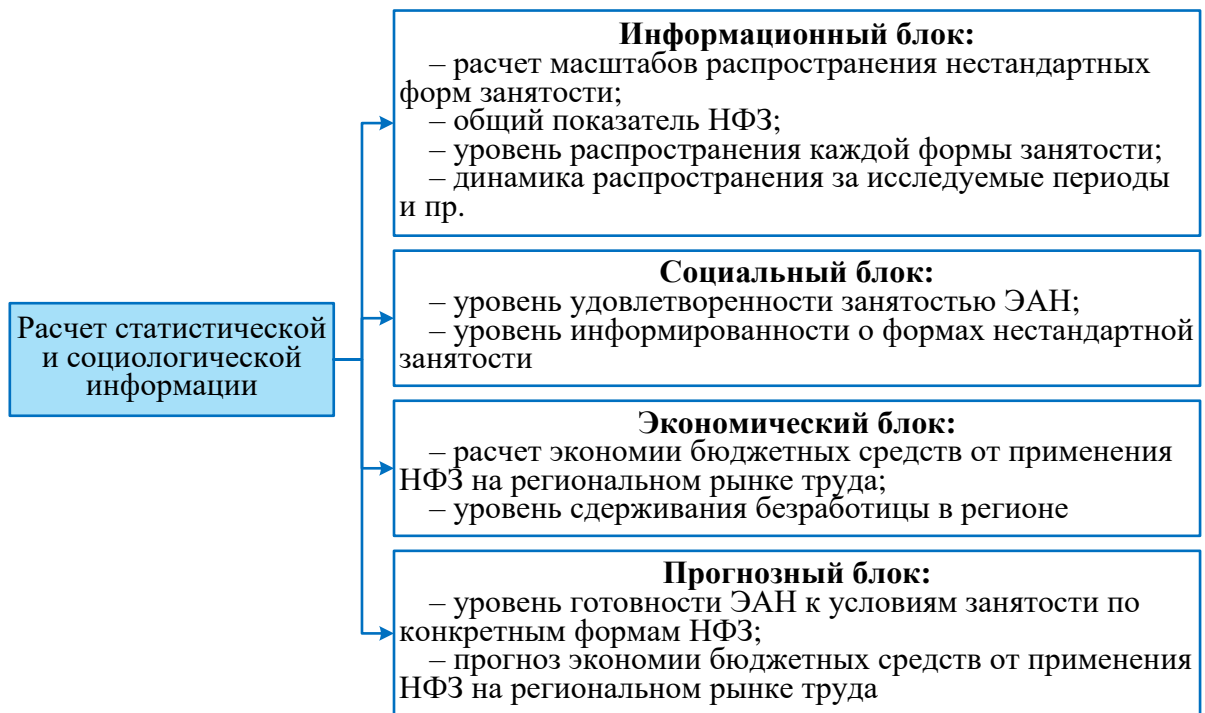 Информационный блок:
– расчет масштабов распространения нестандартных
форм занятости;
– общий показатель НФЗ;
– уровень распространения каждой формы занятости;
– динамика распространения за исследуемые периоды
и пр.
Социальный блок:
– уровень удовлетворенности занятостью ЭАН;
– уровень информированности о формах нестандартной
занятости
Расчет статистической
и социологической
информации
Экономический блок:
– расчет экономии бюджетных средств от применения
НФЗ на региональном рынке труда;
– уровень сдерживания безработицы в регионе
Прогнозный блок:
– уровень готовности ЭАН к условиям занятости по
конкретным формам НФЗ;
– прогноз экономии бюджетных средств от применения
НФЗ на региональном рынке труда